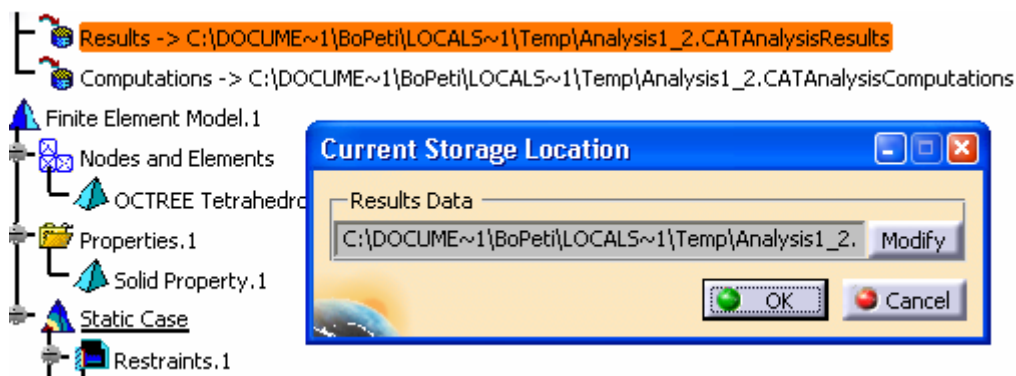 Results -> C:\DOCUME~1\BoPeti\LOCALS~1\Temp\Analysis1_2.CATAnalysisResults
Computations -> C:\DOCUME~1\BoPeti\LOCALS~1\Temp\Analysis1_2.CATAnalysisComputations
Finite Element Model.1
Nodes and Elements
OCTREE Tetrahedro
Properties.1
Solid Property.1
Static Case
Restraints.1
Current Storage Location
Results Data
C:\DOCUME~1\BoPeti\LOCALS~1\Temp\Analysis1_2. Modify
OK Cancel